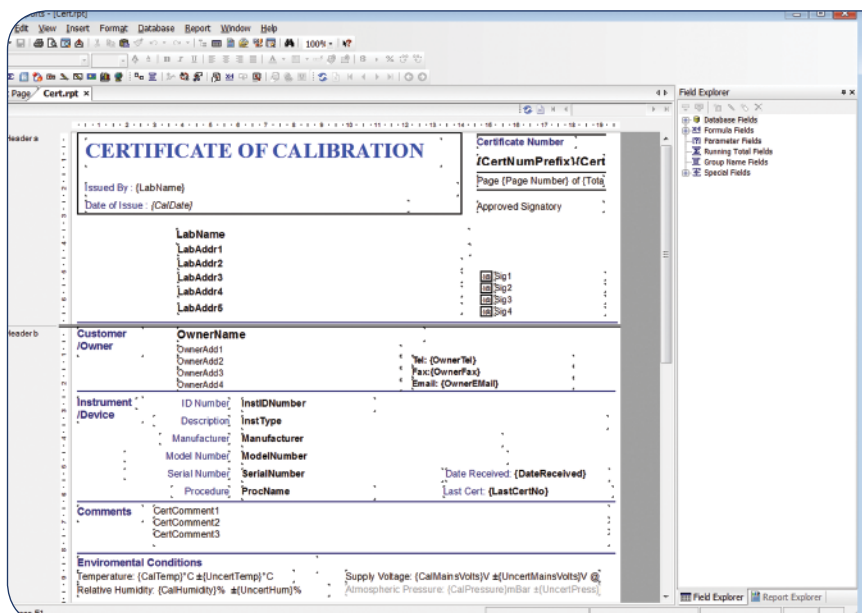 orts - [Cert.rpt]
Edit View Insert Format Database Report Window Help
100%
Page Cert.rpt ×
Field Explorer
Database Fields
Formula Fields
Parameter Fields
Running Total Fields
Group Name Fields
Special Fields
Header a
CERTIFICATE OF CALIBRATION
Certificate Number
{CertNumPrefix}{Cert
Issued By : {LabName}
Page {Page Number} of {Tota
Date of Issue : {CalDate}
Approved Signatory
LabName
LabAddr1
LabAddr2
LabAddr3
LabAddr4
LabAddr5
Sig1
Sig2
Sig3
Sig4
Header b
Customer
/Owner
OwnerName
OwnerAdd1
OwnerAdd2
OwnerAdd3
OwnerAdd4
Tel: {OwnerTel}
Fax:{OwnerFax}
Email: {OwnerEMail}
Instrument
/Device
ID Number InstIDNumber
Description InstType
Manufacturer Manufacturer
Model Number ModelNumber
Serial Number SerialNumber Date Received: {DateReceived}
Procedure ProcName Last Cert: {LastCertNo}
Comments
CertComment1
CertComment2
CertComment3
Enviromental Conditions
Temperature: {CalTemp}°C ±{UncertTemp}°C Supply Voltage: {CalMainsVolts}V ±{UncertMainsVolts}V @
Relative Humidity: {CalHumidity}% ±{UncertHum}% Atmospheric Pressure: {CalPressure}mBar ±{UncertPress}
Field Explorer Report Explorer